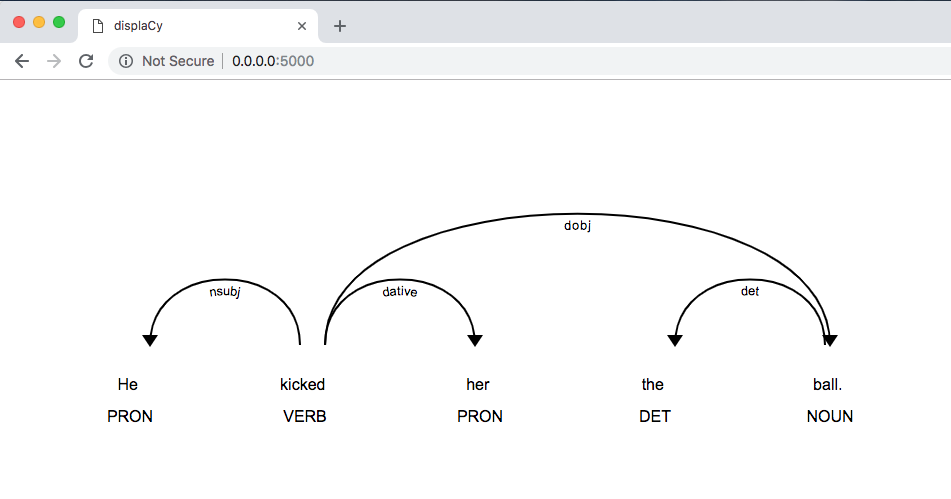 displaCy
Not Secure | 0.0.0.0:5000
dobj
nsubj dative det
He kicked her the ball.
PRON VERB PRON DET NOUN